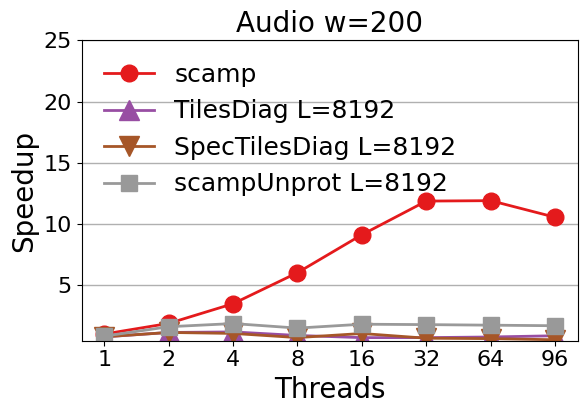 Audio w=200
25
20
15
10
5
Speedup
scamp
TilesDiag L=8192
SpecTilesDiag L=8192
scampUnprot L=8192
1 2 4 8 16 32 64 96
Threads